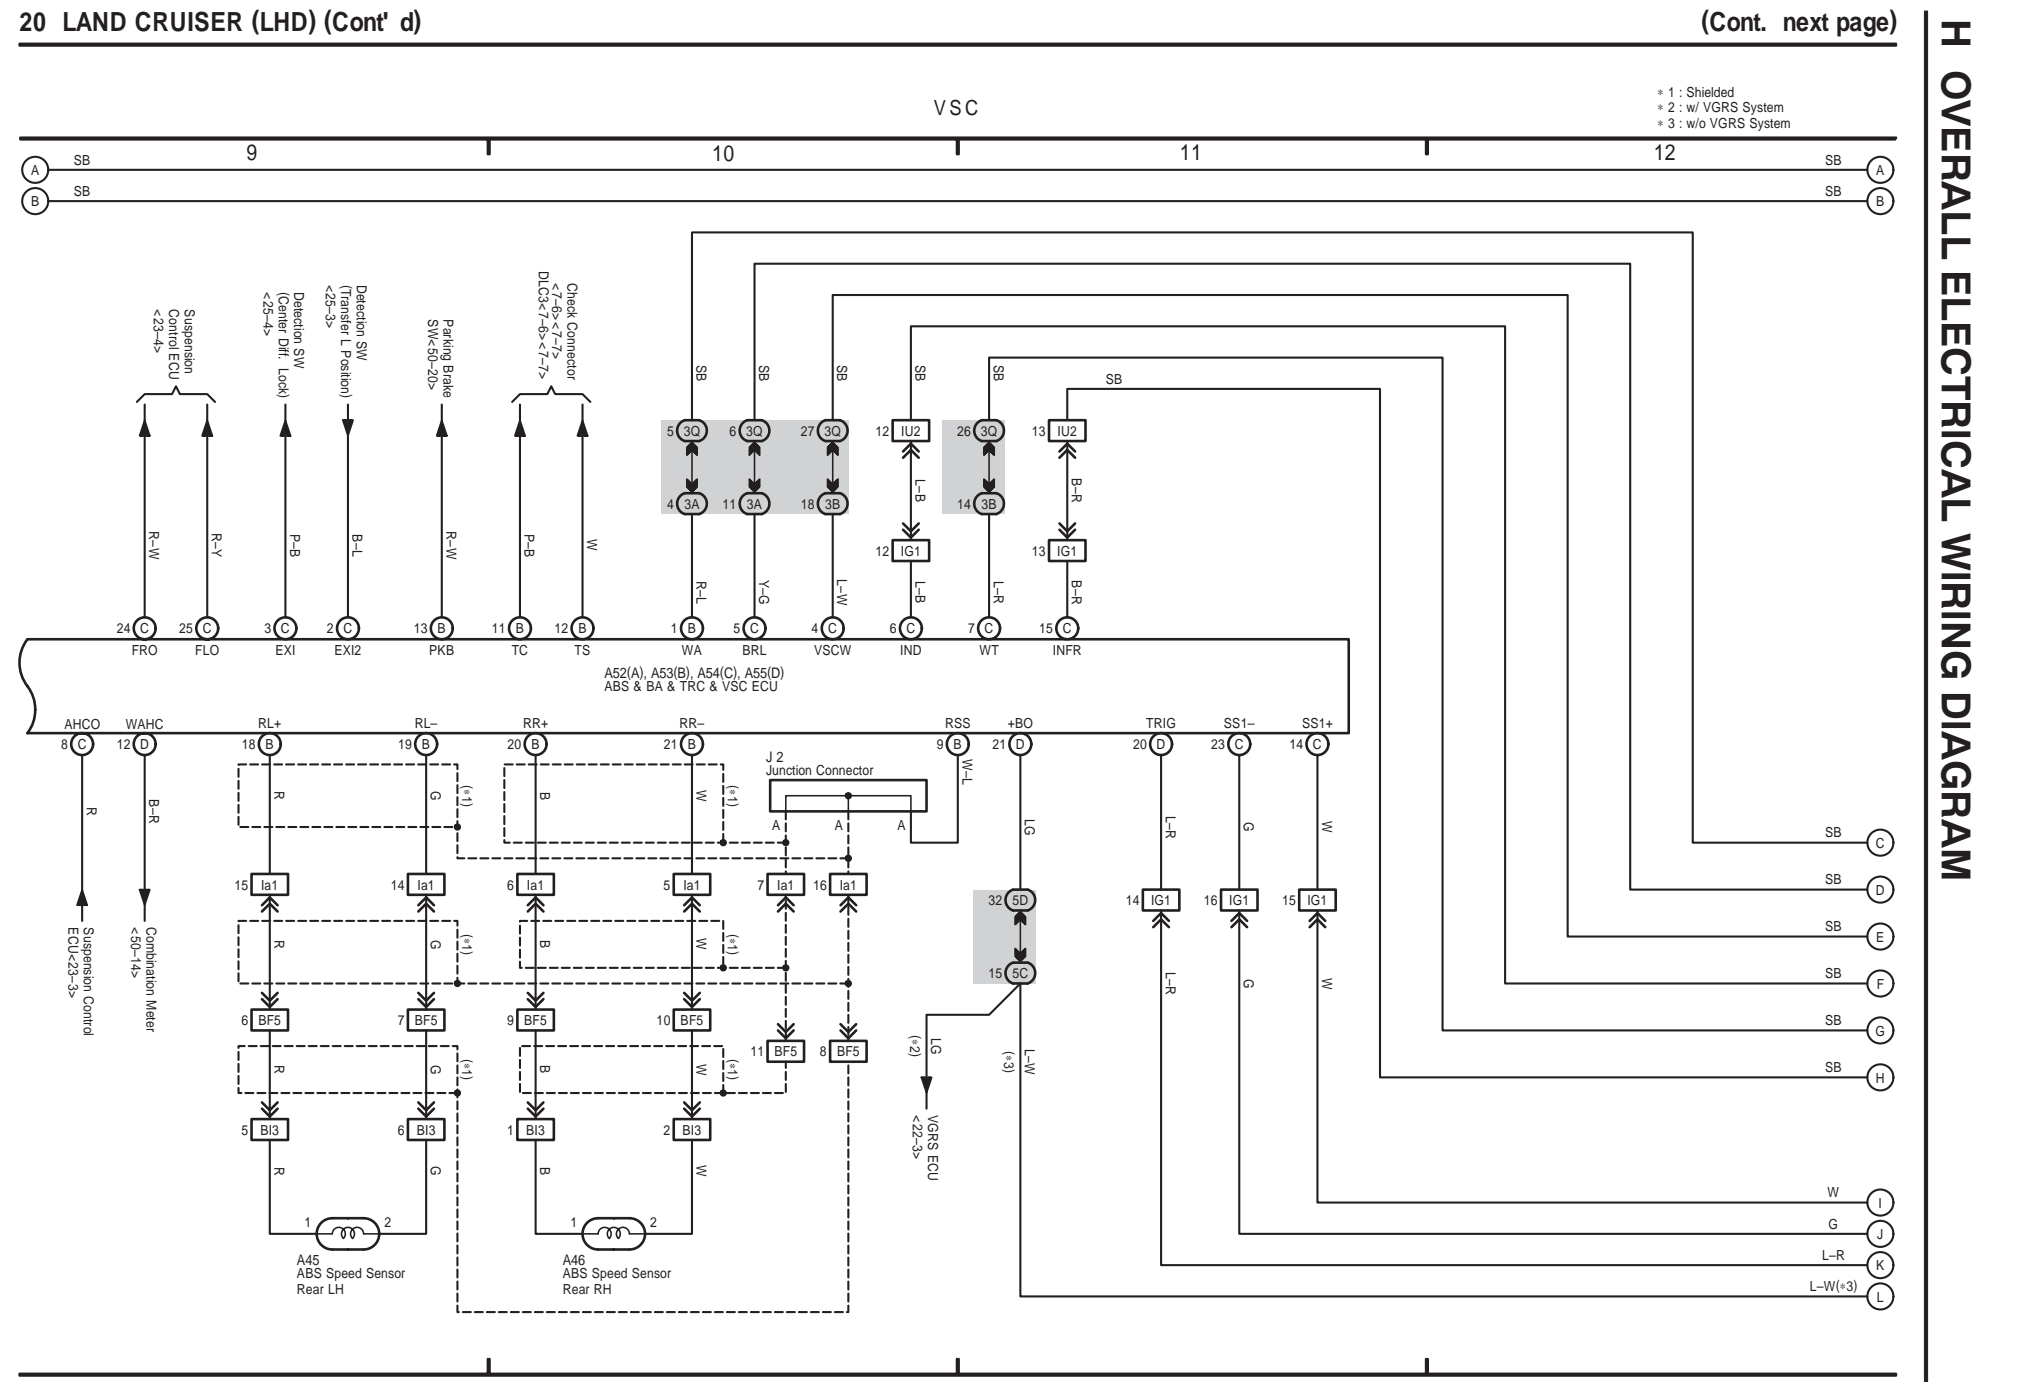 20 LAND CRUISER (LHD) (Cont' d)
(Cont. next page)
H OVERALL ELECTRICAL WIRING DIAGRAM
VSC
* 1 : Shielded
* 2 : w/ VGRS System
* 3 : w/o VGRS System
9 10 11 12
A SB SB A
B SB SB B
Suspension
Control ECU
<23–4>
Detection SW
(Center Diff. Lock)
<25–4>
Detection SW
(Transfer L Position)
<25–3>
Parking Brake
SW<50–20>
Check Connector
<7–6><7–7>
DLC3<7–6><7–7>
SB SB SB SB SB SB
5 3Q 6 3Q 27 3Q 12 IU2 26 3Q 13 IU2
L–B B–R
4 3A 11 3A 18 3B 14 3B
12 IG1 13 IG1
R–W R–Y P–B B–L R–W P–B W
R–L Y–G L–W L–B L–R B–R
24 C 25 C 3 C 2 C 13 B 11 B 12 B 1 B 5 C 4 C 6 C 7 C 15 C
FRO FLO EXI EXI2 PKB TC TS WA BRL VSCW IND WT INFR
A52(A), A53(B), A54(C), A55(D)
ABS & BA & TRC & VSC ECU
AHCO WAHC RL+ RL– RR+ RR– RSS +BO TRIG SS1– SS1+
8 C 12 D 18 B 19 B 20 B 21 B 9 B 21 D 20 D 23 C 14 C
J 2
Junction Connector
W–L
R B–R R G (*1) B W (*1)
A A A
LG L–R G W
SB C
15 Ia1 14 Ia1 6 Ia1 5 Ia1 7 Ia1 16 Ia1
SB D
32 5D 14 IG1 16 IG1 15 IG1
Suspension Control
ECU<23–3>
Combination Meter
<50–14>
R G (*1) B W (*1)
SB E
15 5C L–R G W
SB F
6 BF5 7 BF5 9 BF5 10 BF5
SB G
11 BF5 8 BF5
R G (*1) B W (*1)
(*2) LG
(*3) L–W
SB H
VGRS ECU
<22–3>
5 BI3 6 BI3 1 BI3 2 BI3
R G B W
W I
1 2 1 2
G J
A45
ABS Speed Sensor
Rear LH
A46
ABS Speed Sensor
Rear RH
L–R K
L–W(*3) L